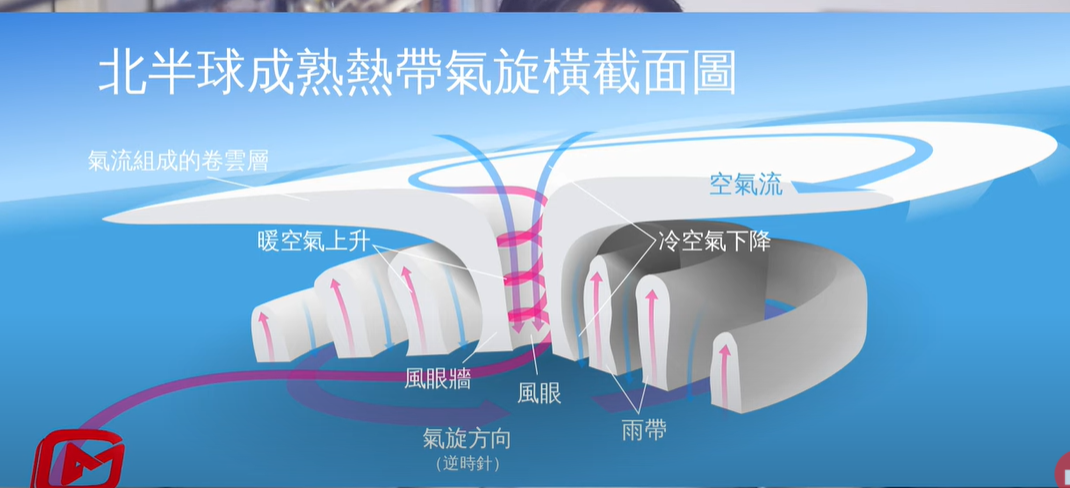 北半球成熟熱帶氣旋橫截面圖
氣流組成的卷雲層
空氣流
暖空氣上升
冷空氣下降
風眼牆
風眼
雨帶
氣旋方向
（逆時針）